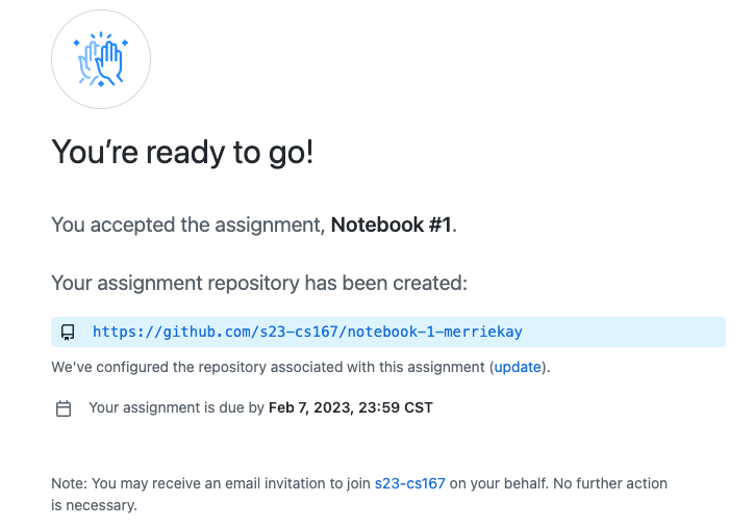 You're ready to go!
You accepted the assignment, Notebook #1.
Your assignment repository has been created:
https://github.com/s23-cs167/notebook-1-merriekay
We've configured the repository associated with this assignment (update).
Your assignment is due by Feb 7, 2023, 23:59 CST
Note: You may receive an email invitation to join s23-cs167 on your behalf. No further action
is necessary.